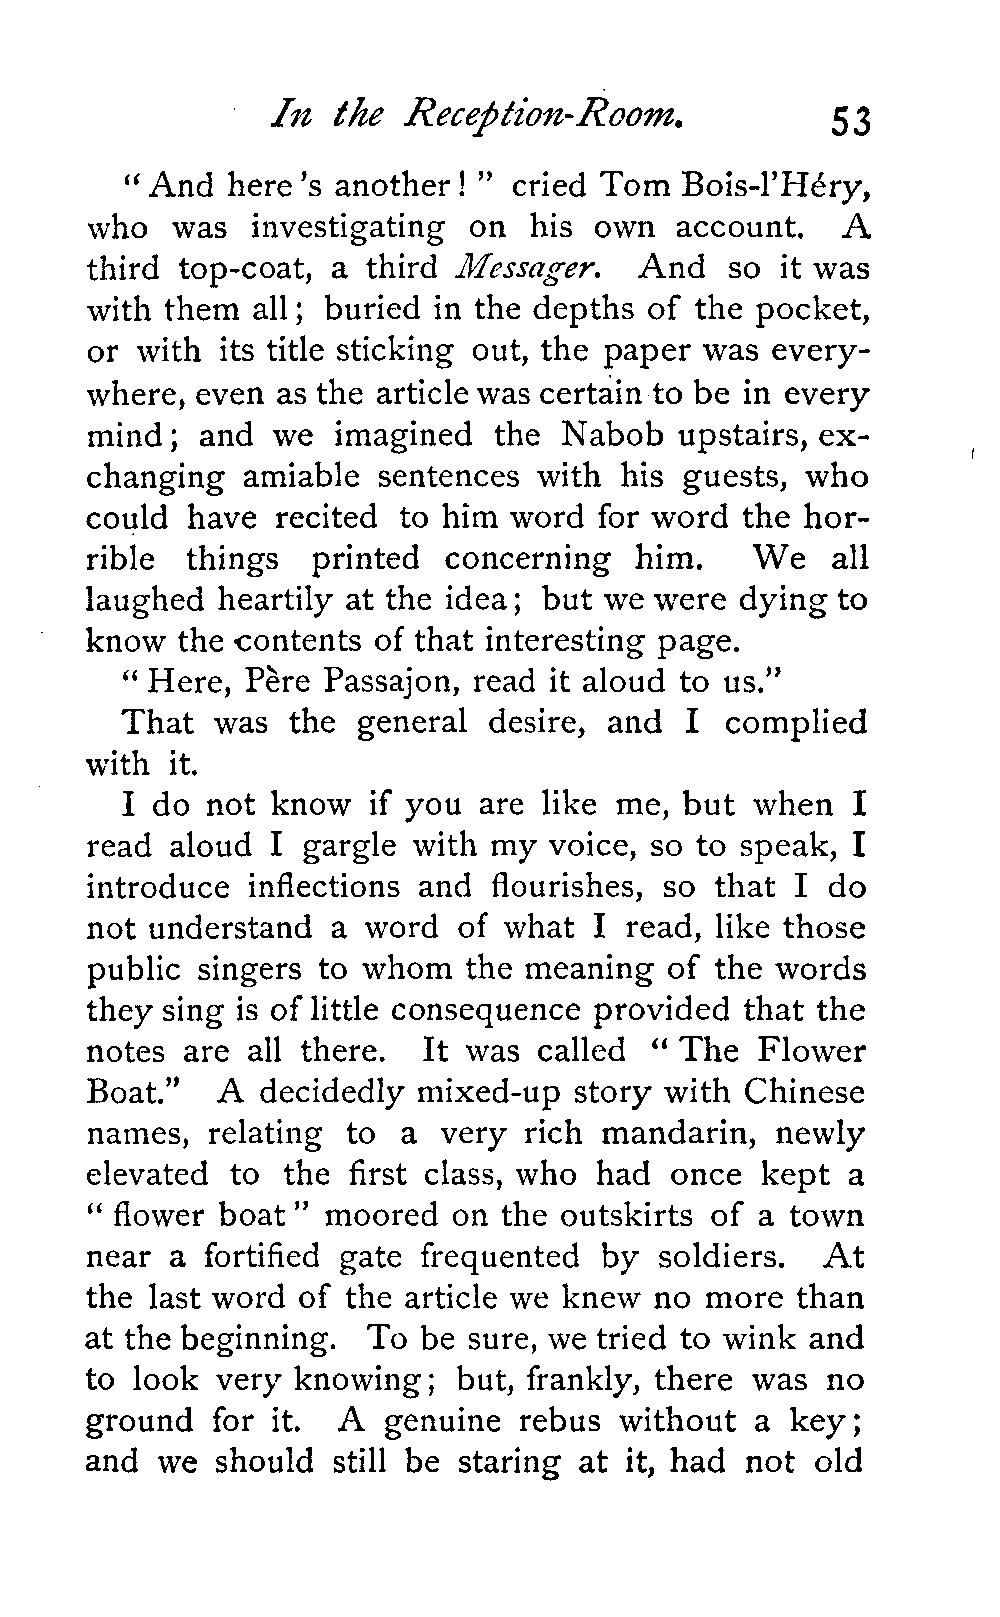 In the Reception-Room. 53
" And here 's another ! " cried Tom Bois-l'Héry,
who was investigating on his own account. A
third top-coat, a third Messager. And so it was
with them all ; buried in the depths of the pocket,
or with its title sticking out, the paper was every-
where, even as the article was certain to be in every
mind ; and we imagined the Nabob upstairs, ex-
changing amiable sentences with his guests, who
could have recited to him word for word the hor-
rible things printed concerning him. We all
laughed heartily at the idea ; but we were dying to
know the contents of that interesting page.
" Here, Père Passajon, read it aloud to us."
That was the general desire, and I complied
with it.
I do not know if you are like me, but when I
read aloud I gargle with my voice, so to speak, I
introduce inflections and flourishes, so that I do
not understand a word of what I read, like those
public singers to whom the meaning of the words
they sing is of little consequence provided that the
notes are all there. It was called " The Flower
Boat." A decidedly mixed-up story with Chinese
names, relating to a very rich mandarin, newly
elevated to the first class, who had once kept a
" flower boat " moored on the outskirts of a town
near a fortified gate frequented by soldiers. At
the last word of the article we knew no more than
at the beginning. To be sure, we tried to wink and
to look very knowing ; but, frankly, there was no
ground for it. A genuine rebus without a key ;
and we should still be staring at it, had not old